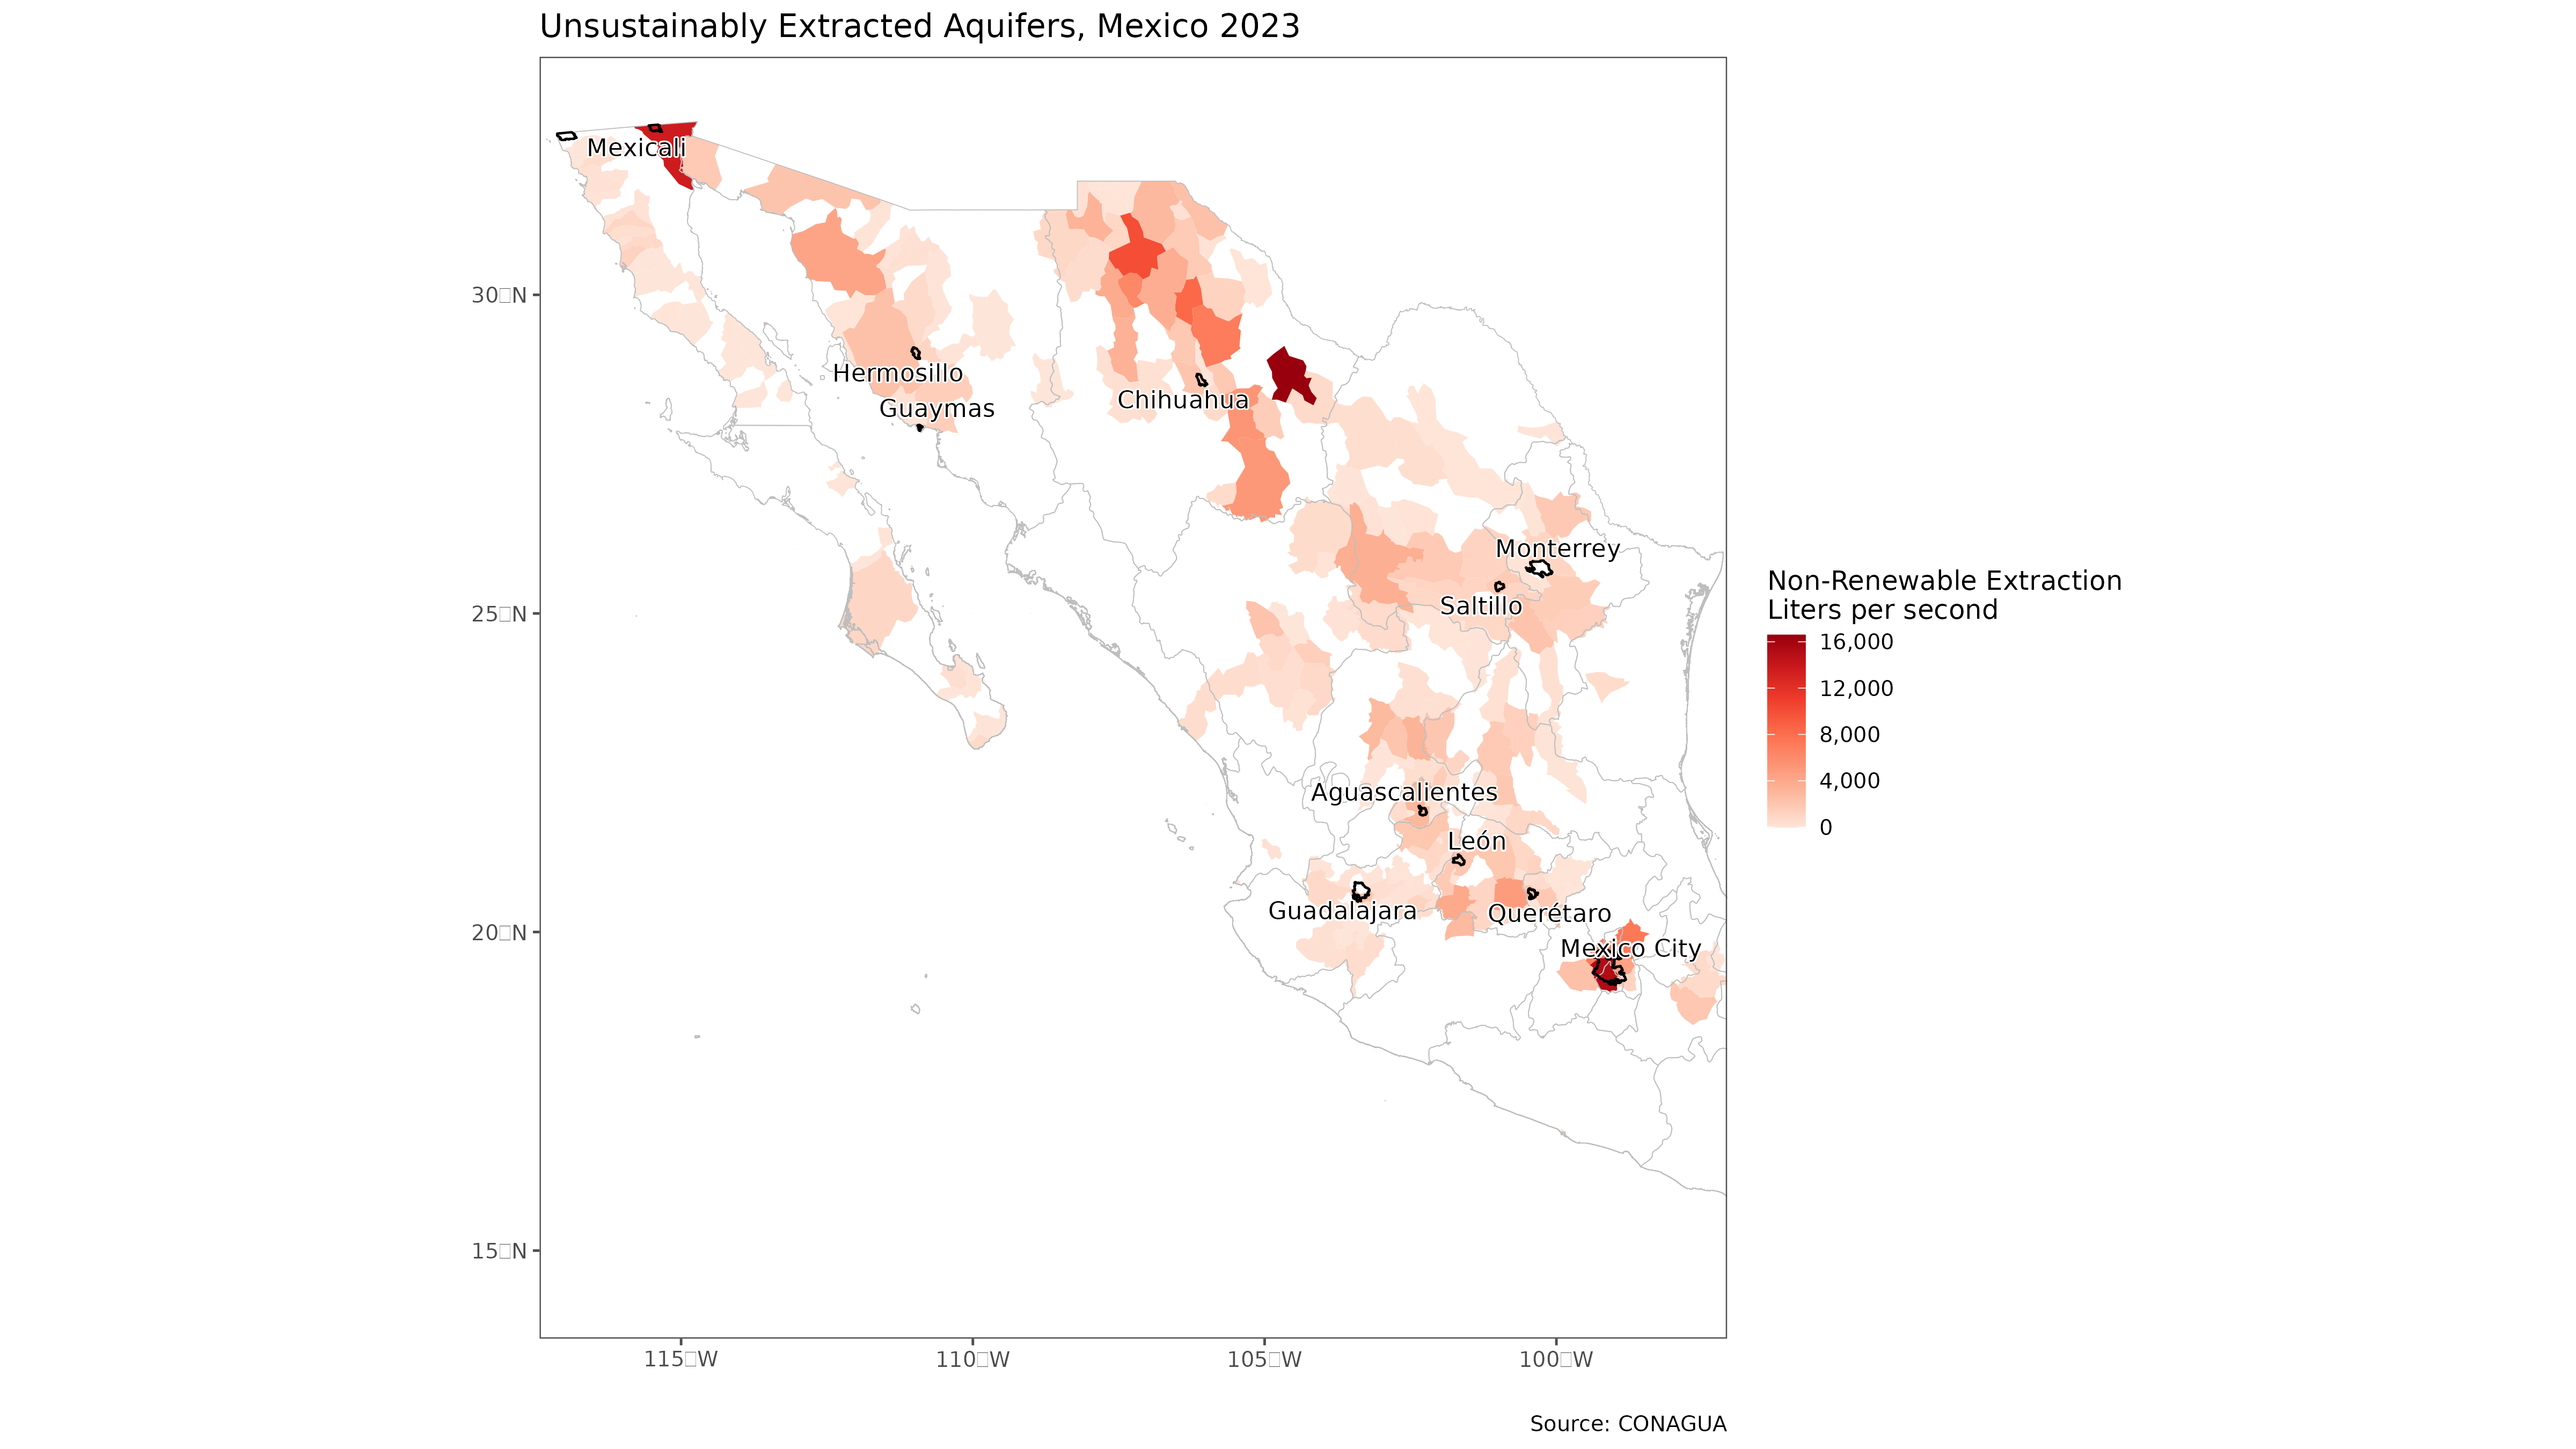 Unsustainably Extracted Aquifers, Mexico 2023
Mexicali
30□N
Hermosillo
Chihuahua
Guaymas
Monterrey
25□N
Saltillo
Non-Renewable Extraction
Liters per second
16,000
12,000
8,000
4,000
0
Aguascalientes
León
Guadalajara
Querétaro
20□N
Mexico City
15□N
115□W
110□W
105□W
100□W
Source: CONAGUA